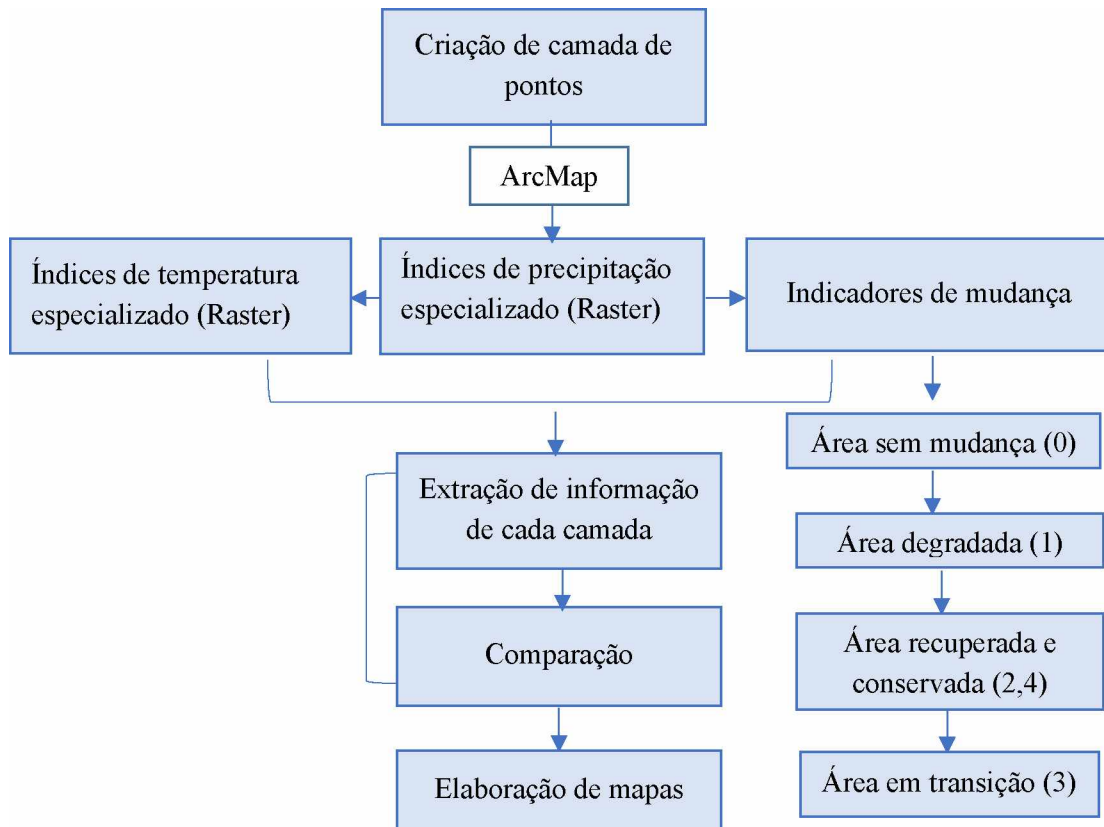 Criação de camada de
pontos
ArcMap
Índices de temperatura
especializado (Raster)
Índices de precipitação
especializado (Raster)
Indicadores de mudança
Extração de informação
de cada camada
Comparação
Elaboração de mapas
Área sem mudança (0)
Área degradada (1)
Área recuperada e
conservada (2,4)
Área em transição (3)